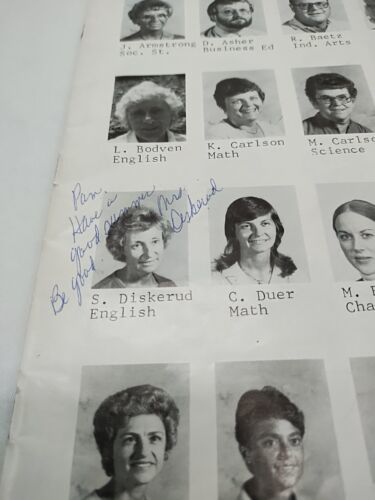 J. Armstrong D. Asher R. Baetz
Soc. St. Business Ed Ind. Arts
L. Bodven K. Carlson M. Carlso
English Math Science
Pam,
Have a
good summer
Be good. Mrs.
Diskerud
S. Diskerud C. Duer M. E
English Math Cha